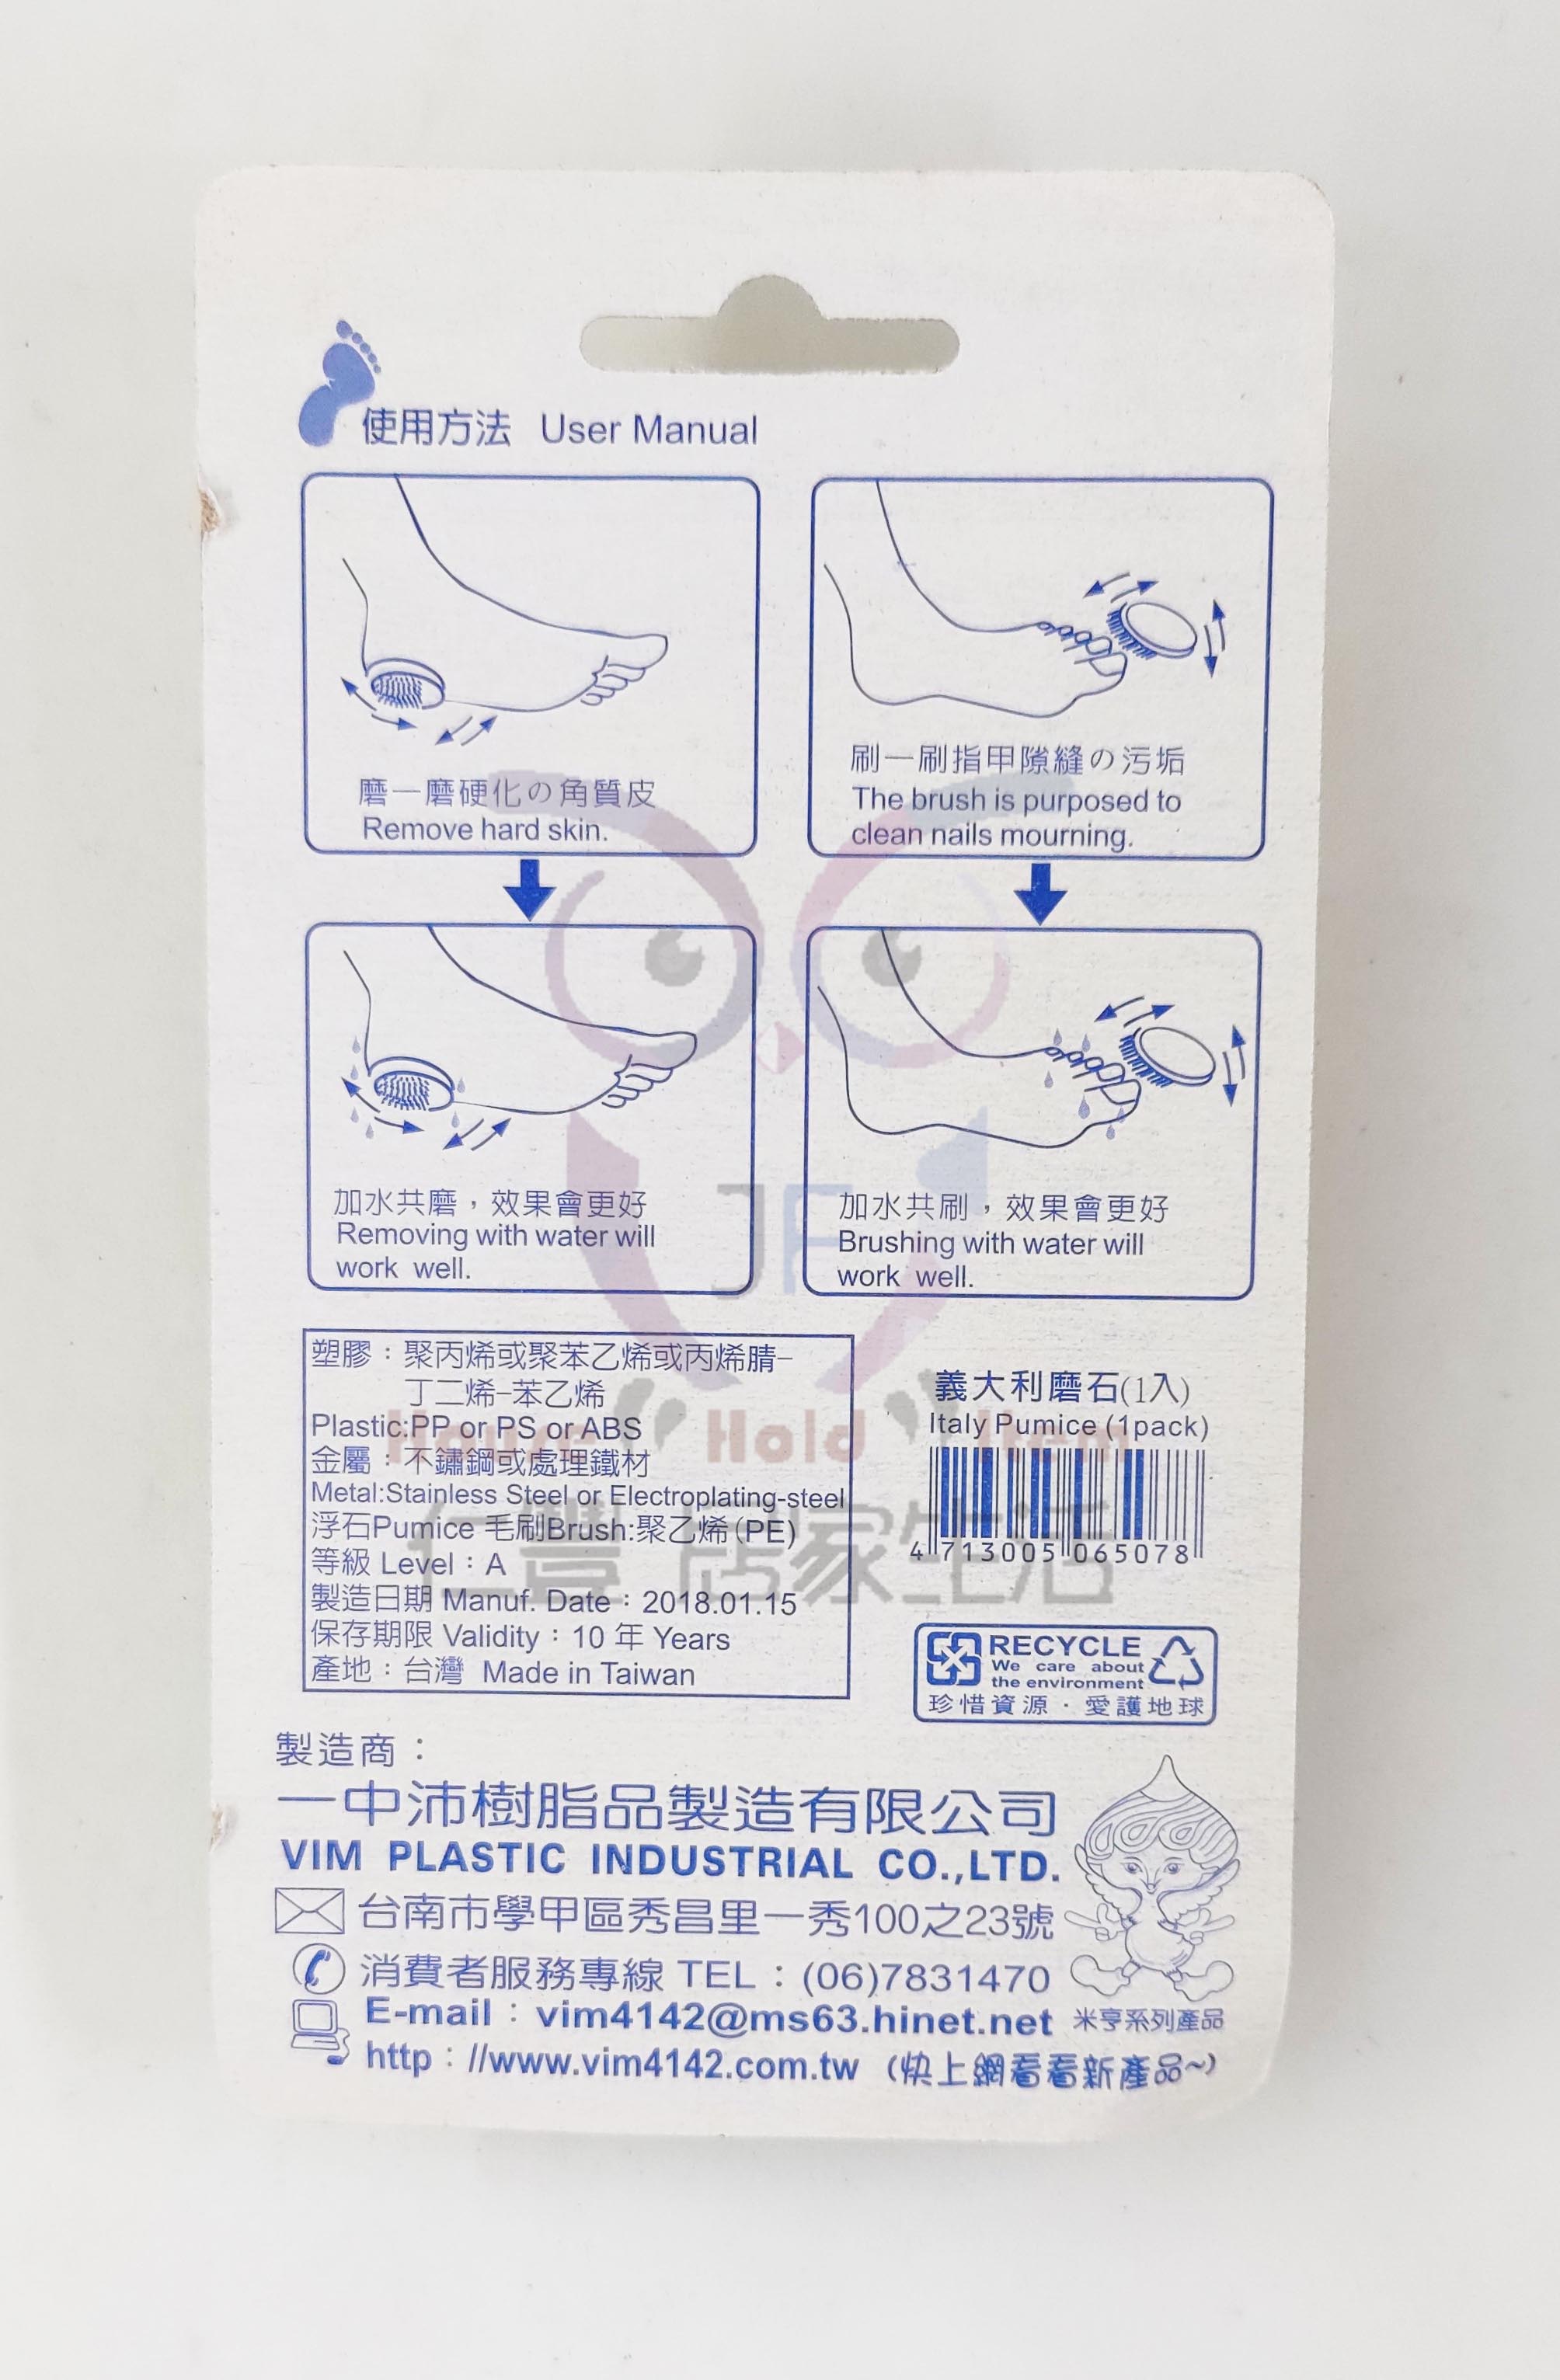 使用方法 User Manual
磨一磨硬化の角質皮
Remove hard skin.
刷一刷指甲隙縫の污垢
The brush is purposed to
clean nails mourning.
加水共磨，效果會更好
Removing with water will
work well.
加水共刷，效果會更好
Brushing with water will
work well.
JF
塑膠：聚丙烯或聚苯乙烯或丙烯腈-
丁二烯-苯乙烯
Plastic:PP or PS or ABS
金屬：不鏽鋼或處理鐵材
Metal:Stainless Steel or Electroplating-steel
浮石Pumice 毛刷Brush:聚乙烯(PE)
等級 Level：A
製造日期 Manuf. Date：2018.01.15
保存期限 Validity：10 年 Years
產地：台灣 Made in Taiwan
義大利磨石(1入)
Italy Pumice (1pack)
4 713005 065078
House Hold Item
仁豐 居家生活
RECYCLE
We care about
the environment
珍惜資源·愛護地球
製造商：
一中沛樹脂品製造有限公司
VIM PLASTIC INDUSTRIAL CO.,LTD.
台南市學甲區秀昌里一秀100之23號
消費者服務專線 TEL：(06)7831470
E-mail：vim4142@ms63.hinet.net
米亨系列產品
http：//www.vim4142.com.tw (快上網看看新產品~)